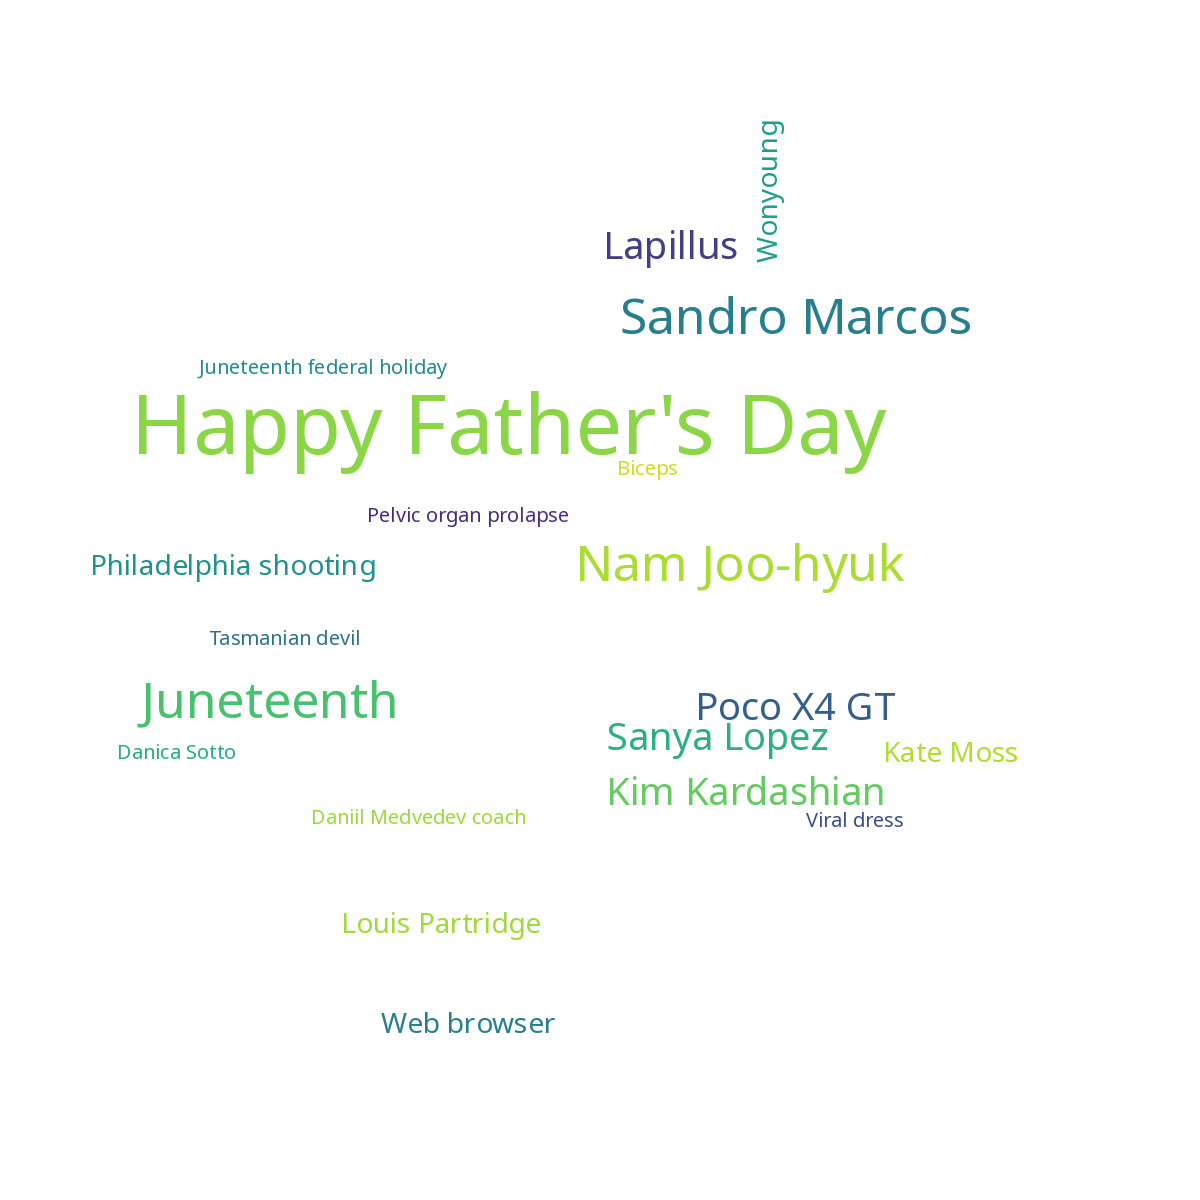 Wonyoung
Lapillus
Sandro Marcos
Juneteenth federal holiday
Happy Father's Day
Biceps
Pelvic organ prolapse
Philadelphia shooting
Nam Joo-hyuk
Tasmanian devil
Juneteenth
Poco X4 GT
Sanya Lopez
Danica Sotto
Kate Moss
Kim Kardashian
Daniil Medvedev coach
Viral dress
Louis Partridge
Web browser